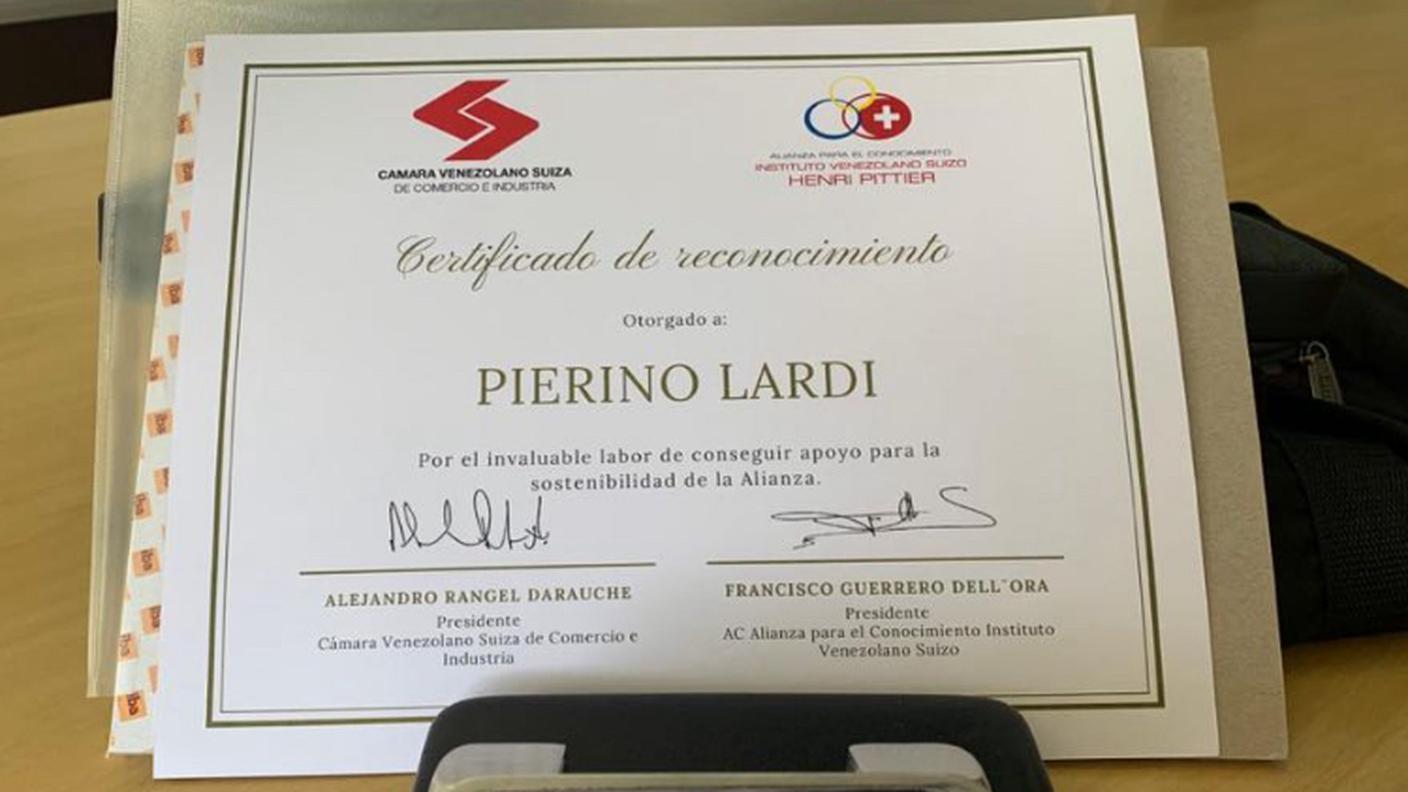 CAMARA VENEZOLANO SUIZA
DE COMERCIO E INDUSTRIA
ALIANZA PARA EL CONOCIMIENTO
INSTITUTO VENEZOLANO SUIZO
HENRI PITTIER
Certificado de reconocimiento
Otorgado a:
PIERINO LARDI
Por el invaluable labor de conseguir apoyo para la
sostenibilidad de la Alianza.
ALEJANDRO RANGEL DARAUCHE
Presidente
Cámara Venezolano Suiza de Comercio e
Industria
FRANCISCO GUERRERO DELL¨ORA
Presidente
AC Alianza para el Conocimiento Instituto
Venezolano Suizo
iba